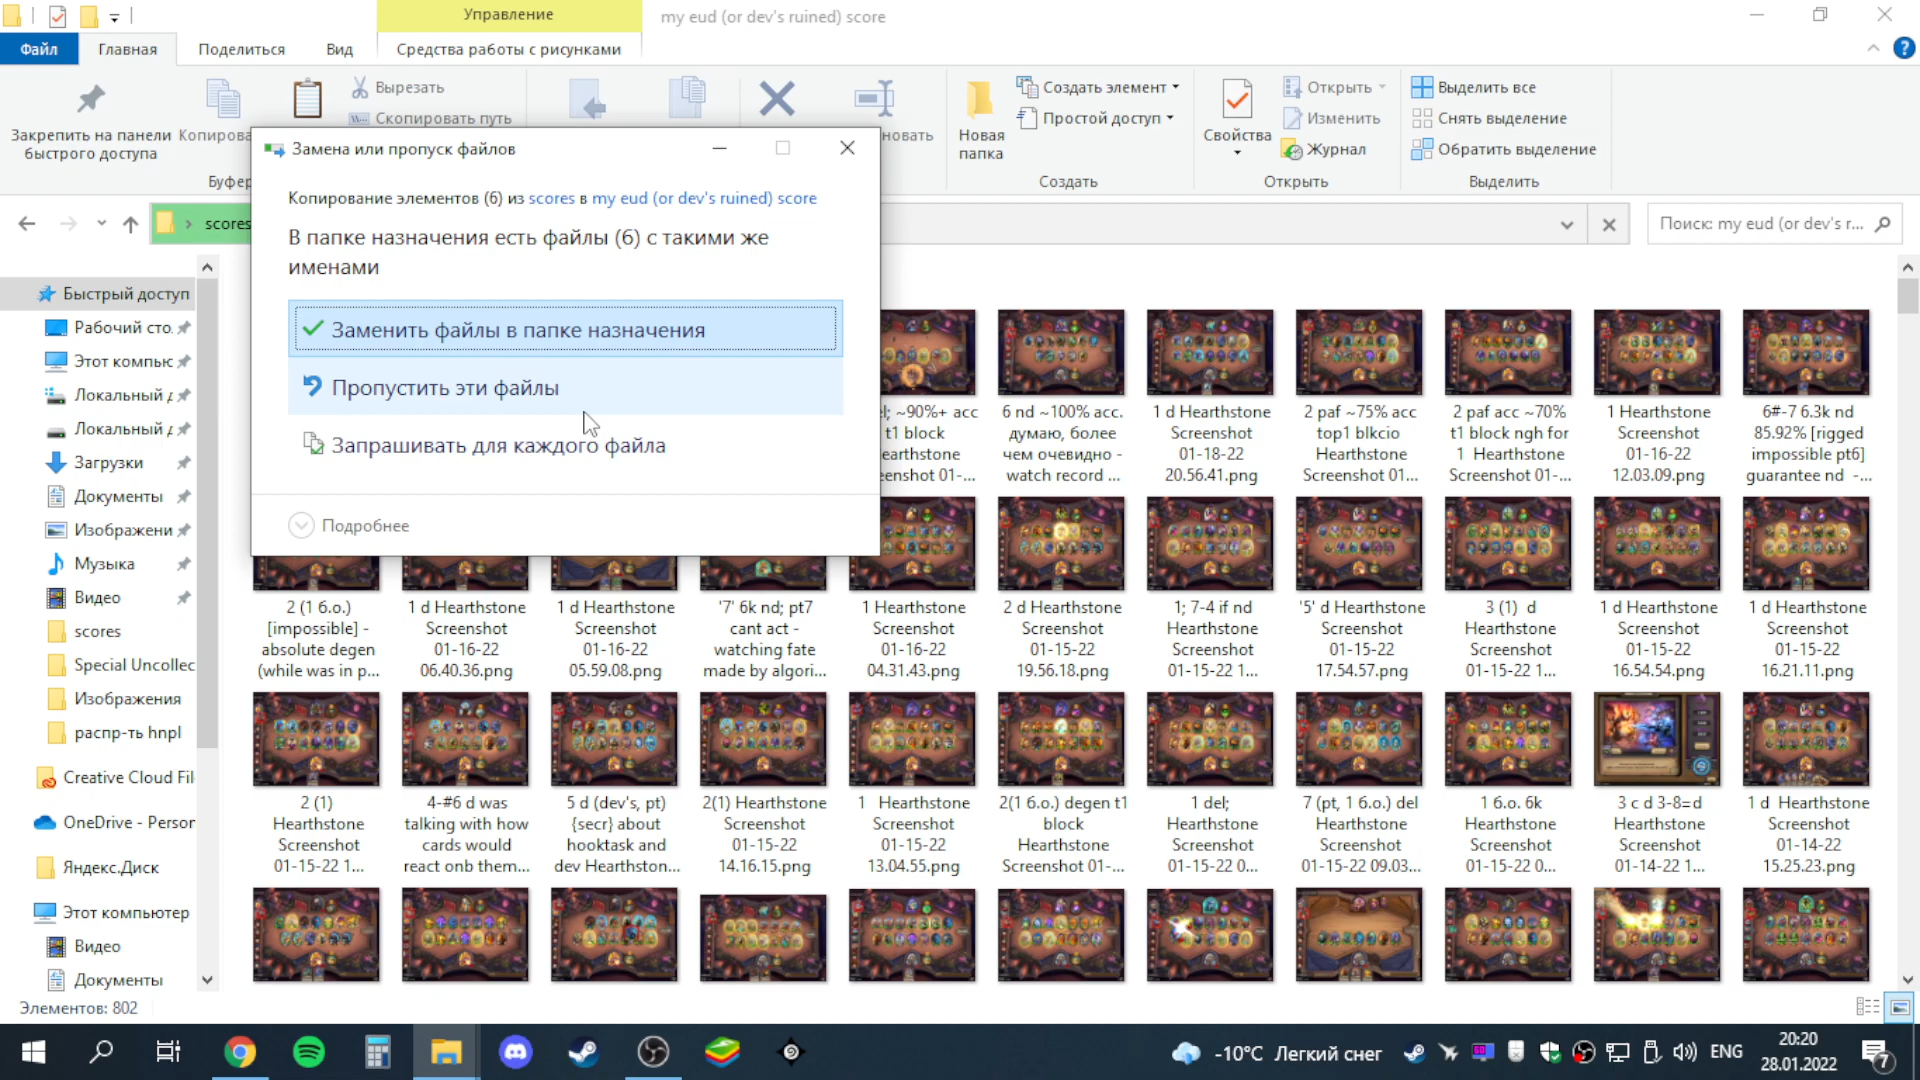 Управление
my eud (or dev's ruined) score
Файл
Главная
Поделиться
Вид
Средства работы с рисунками
Закрепить на панели
быстрого доступа
Вырезать
Скопировать путь
Новая
папка
Создать элемент
Простой доступ
Создать
Свойства
Открыть
Изменить
Журнал
Открыть
Выделить все
Снять выделение
Обратить выделение
Выделить
Замена или пропуск файлов
Копирование элементов (6) из scores в my eud (or dev's ruined) score
В папке назначения есть файлы (6) с такими же
именами
Заменить файлы в папке назначения
Пропустить эти файлы
Запрашивать для каждого файла
Подробнее
scores
Поиск: my eud (or dev's r...
Быстрый доступ
Рабочий сто.
Этот компьк
Локальный
Локальный
Загрузки
Документы
Изображени
Музыка
Видео
scores
Special Uncollec
Изображения
распр-ть hnpl
Creative Cloud Fil
OneDrive - Person
Яндекс.Диск
Этот компьютер
Видео
Документы
~90%+ acc
t1 block
6 nd ~100% acc.
думаю, более
чем очевидно -
watch record ...
1 d Hearthstone
Screenshot
01-18-22
20.56.41.png
2 paf ~75% acc
top1 blkcio
Hearthstone
Screenshot 01...
2 paf acc ~70%
t1 block ngh for
1 Hearthstone
Screenshot 01-...
1 Hearthstone
Screenshot
01-16-22
12.03.09.png
6#-7 6.3k nd
85.92% [rigged
impossible pt6]
guarantee nd -...
2 (1 6.o.)
[impossible] -
absolute degen
(while was in p...
1 d Hearthstone
Screenshot
01-16-22
06.40.36.png
1 d Hearthstone
Screenshot
01-16-22
05.59.08.png
'7' 6k nd; pt7
cant act -
watching fate
made by algori...
1 Hearthstone
Screenshot
01-16-22
04.31.43.png
2 d Hearthstone
Screenshot
01-15-22
19.56.18.png
1; 7-4 if nd
Hearthstone
Screenshot
01-15-22 1...
'5' d Hearthstone
Screenshot
01-15-22
17.54.57.png
3 (1) d
Hearthstone
Screenshot
01-15-22 1...
1 d Hearthstone
Screenshot
01-15-22
16.54.54.png
1 d Hearthstone
Screenshot
01-15-22
16.21.11.png
2 (1)
Hearthstone
Screenshot
01-15-22 1...
4-#6 d was
talking with how
cards would
react onb them...
5 d (dev's, pt)
{secr} about
hooktask and
dev Hearthston...
2(1) Hearthstone
Screenshot
01-15-22
14.16.15.png
1 Hearthstone
Screenshot
01-15-22
13.04.55.png
2(1 6.o.) degen t1
block
Hearthstone
Screenshot 01-...
1 del;
Hearthstone
Screenshot
01-15-22 0...
7 (pt, 1 6.o.) del
Hearthstone
Screenshot
01-15-22 09.03...
1 6.o. 6k
Hearthstone
Screenshot
01-15-22 0...
3 c d 3-8=d
Hearthstone
Screenshot
01-14-22 1...
1 d Hearthstone
Screenshot
01-14-22
15.25.23.png
Элементов: 802
-10°C Легкий снег
ENG
20:20
28.01.2022
7